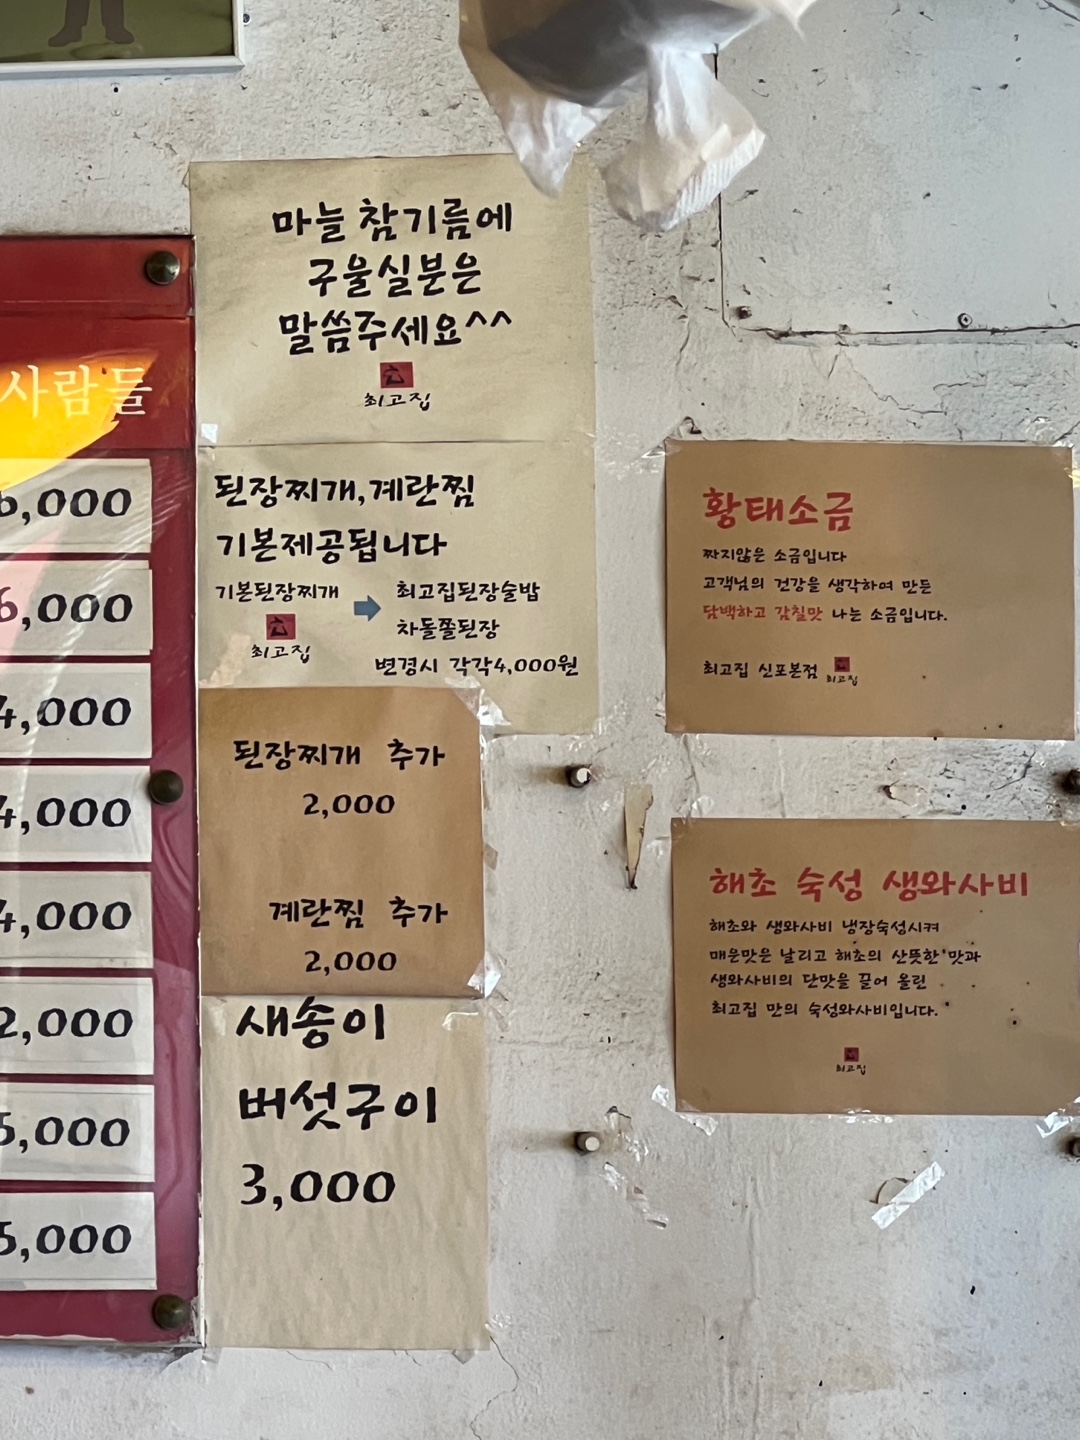 사람들
6,000
4,000
4,000
4,000
2,000
5,000
5,000
마늘 참기름에
구울실분은
말씀주세요^^
최고집
된장찌개,계란찜
기본제공됩니다
기본된장찌개
최고집
최고집된장술밥
차돌쫄된장
변경시 각각4,000원
된장찌개 추가
2,000
계란찜 추가
2,000
새송이
버섯구이
3,000
황태소금
짜지않은 소금입니다
고객님의 건강을 생각하여 만든
담백하고 감칠맛 나는 소금입니다.
최고집 신포본점
최고집
해초 숙성 생와사비
해초와 생와사비 냉장숙성시켜
매운맛은 날리고 해초의 산뜻한 맛과
생와사비의 단맛을 끌어 올린
최고집 만의 숙성와사비입니다.
최고집